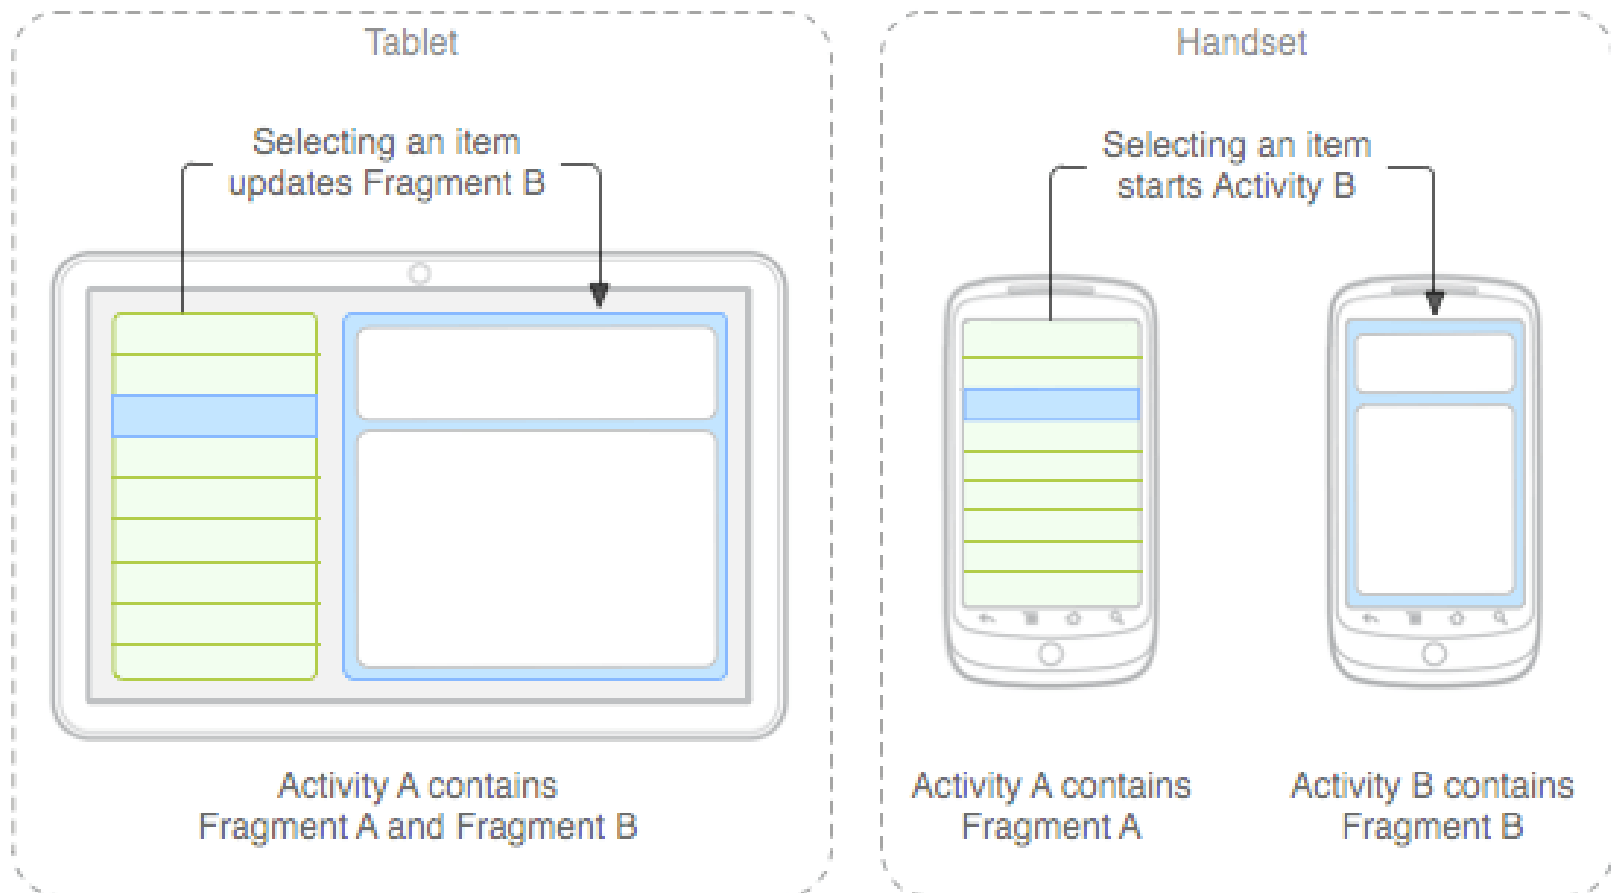 Tablet
Selecting an item
updates Fragment B
Activity A contains
Fragment A and Fragment B
Handset
Selecting an item
starts Activity B
Activity A contains
Fragment A
Activity B contains
Fragment B